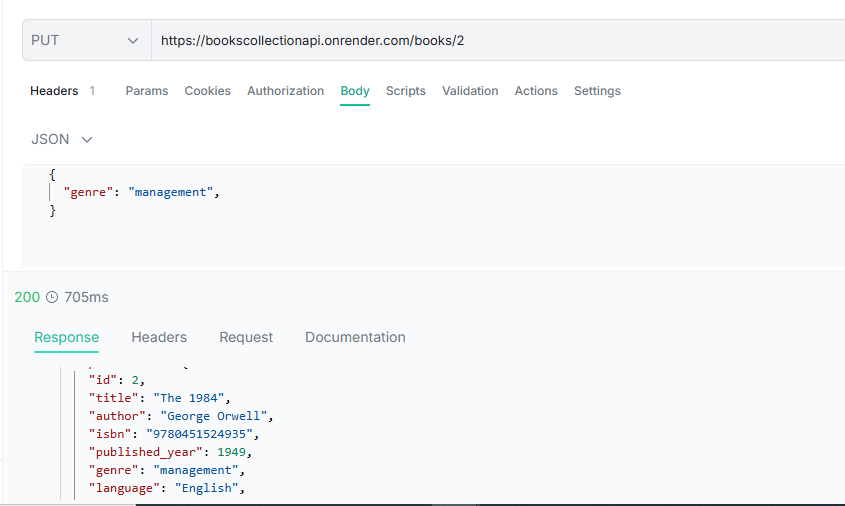 PUT https://bookscollectionapi.onrender.com/books/2
Headers 1 Params Cookies Authorization Body Scripts Validation Actions Settings
JSON
{
"genre": "management",
}
200 705ms
Response Headers Request Documentation
"id": 2,
"title": "The 1984",
"author": "George Orwell",
"isbn": "9780451524935",
"published_year": 1949,
"genre": "management",
"language": "English",